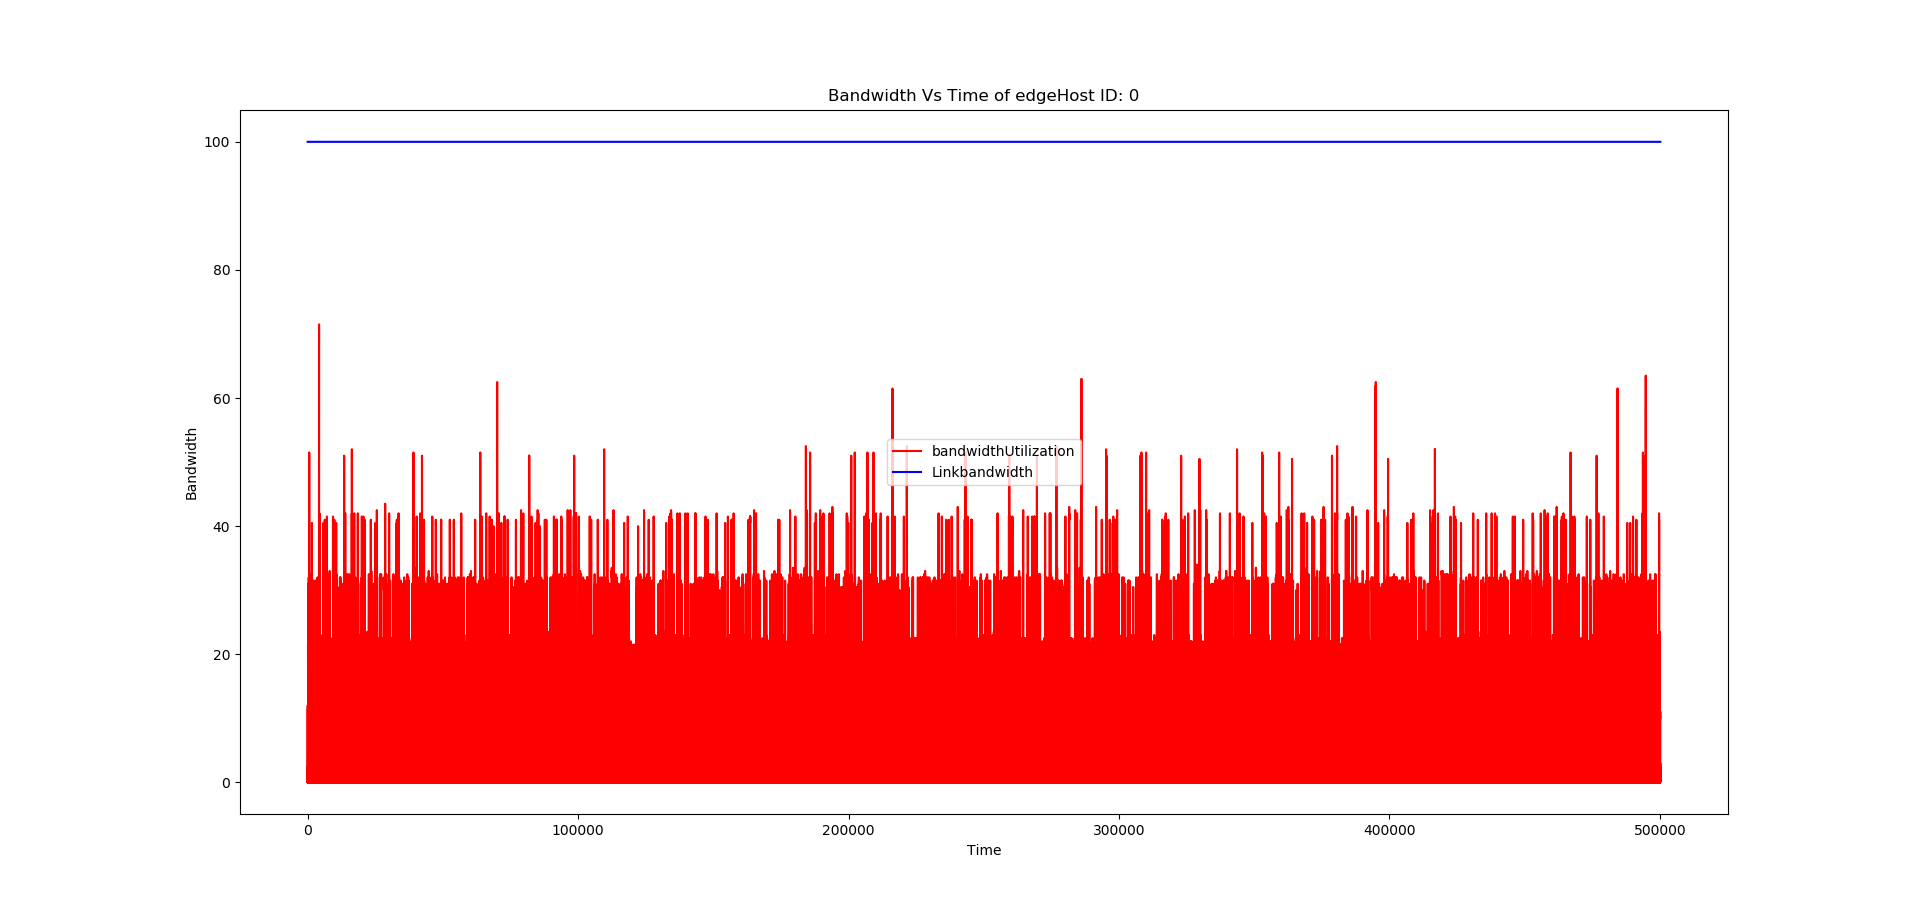 Bandwidth Vs Time of edgeHost ID: 0
100
80
60
40
20
0
Bandwidth
bandwidthUtilization
Linkbandwidth
0 100000 200000 300000 400000 500000
Time